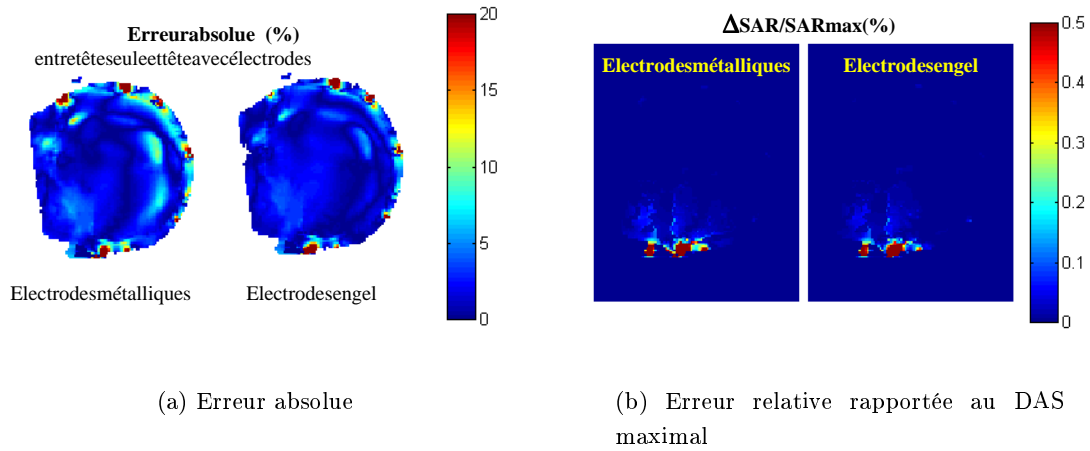 Erreurabsolue (%)
entretêteseuleettêteavecélectrodes
20
15
10
5
0
Electrodesmétalliques
Electrodesengel
ΔSAR/SARmax(%)
Electrodesmétalliques
Electrodesengel
0.5
0.4
0.3
0.2
0.1
0
(a) Erreur absolue
(b) Erreur relative rapportée au DAS
maximal